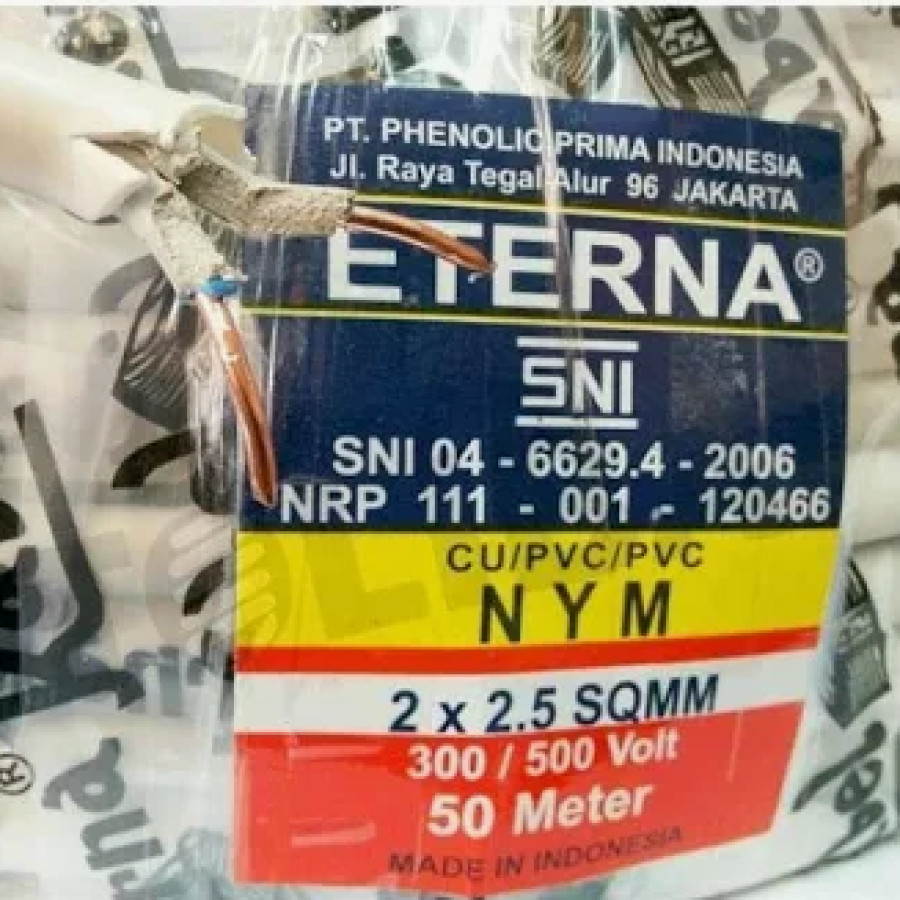 PT. PHENOLIC PRIMA INDONESIA
Jl. Raya Tegal Alur 96 JAKARTA
ETERNA®
SNI
SNI 04 - 6629.4 - 2006
NRP 111 - 001 - 120466
CU/PVC/PVC
NYM
2 x 2.5 SQMM
300 / 500 Volt
50 Meter
MADE IN INDONESIA